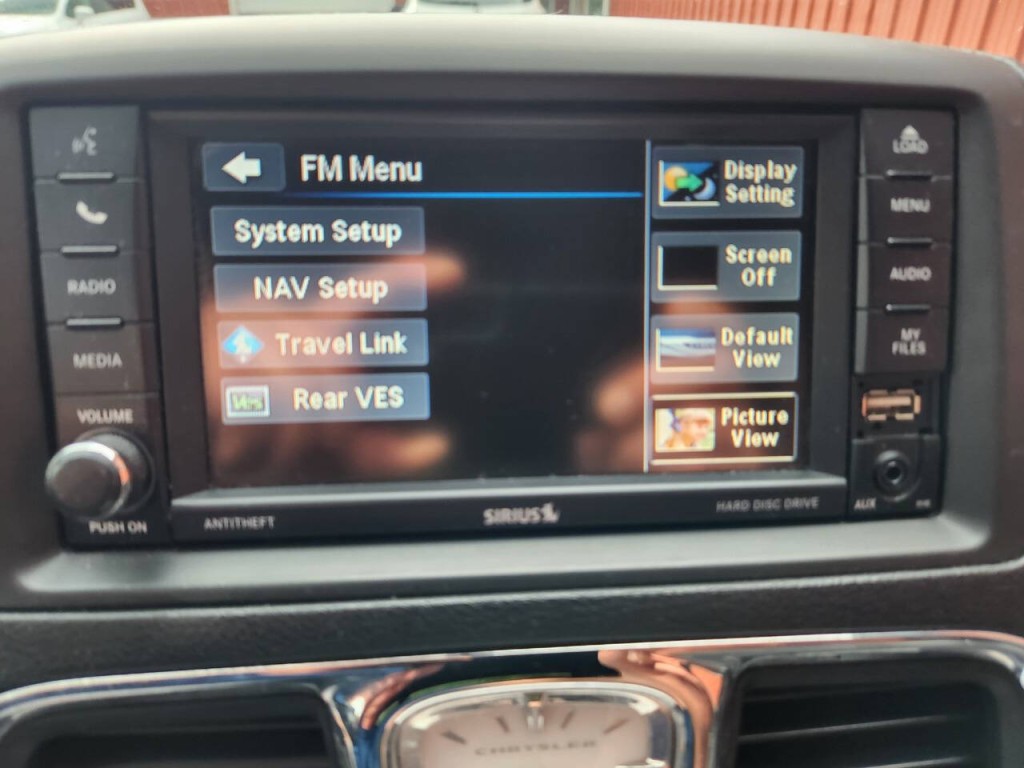 FM Menu
System Setup
NAV Setup
Travel Link
Ves
Rear VES
Display
Setting
Screen
Off
Default
View
Picture
View
RADIO
MEDIA
VOLUME
PUSH ON
LOAD
MENU
AUDIO
MY
FILES
AUX
ANTITHEFT
SIRIUS
HARD DISC DRIVE
CHRYSLER